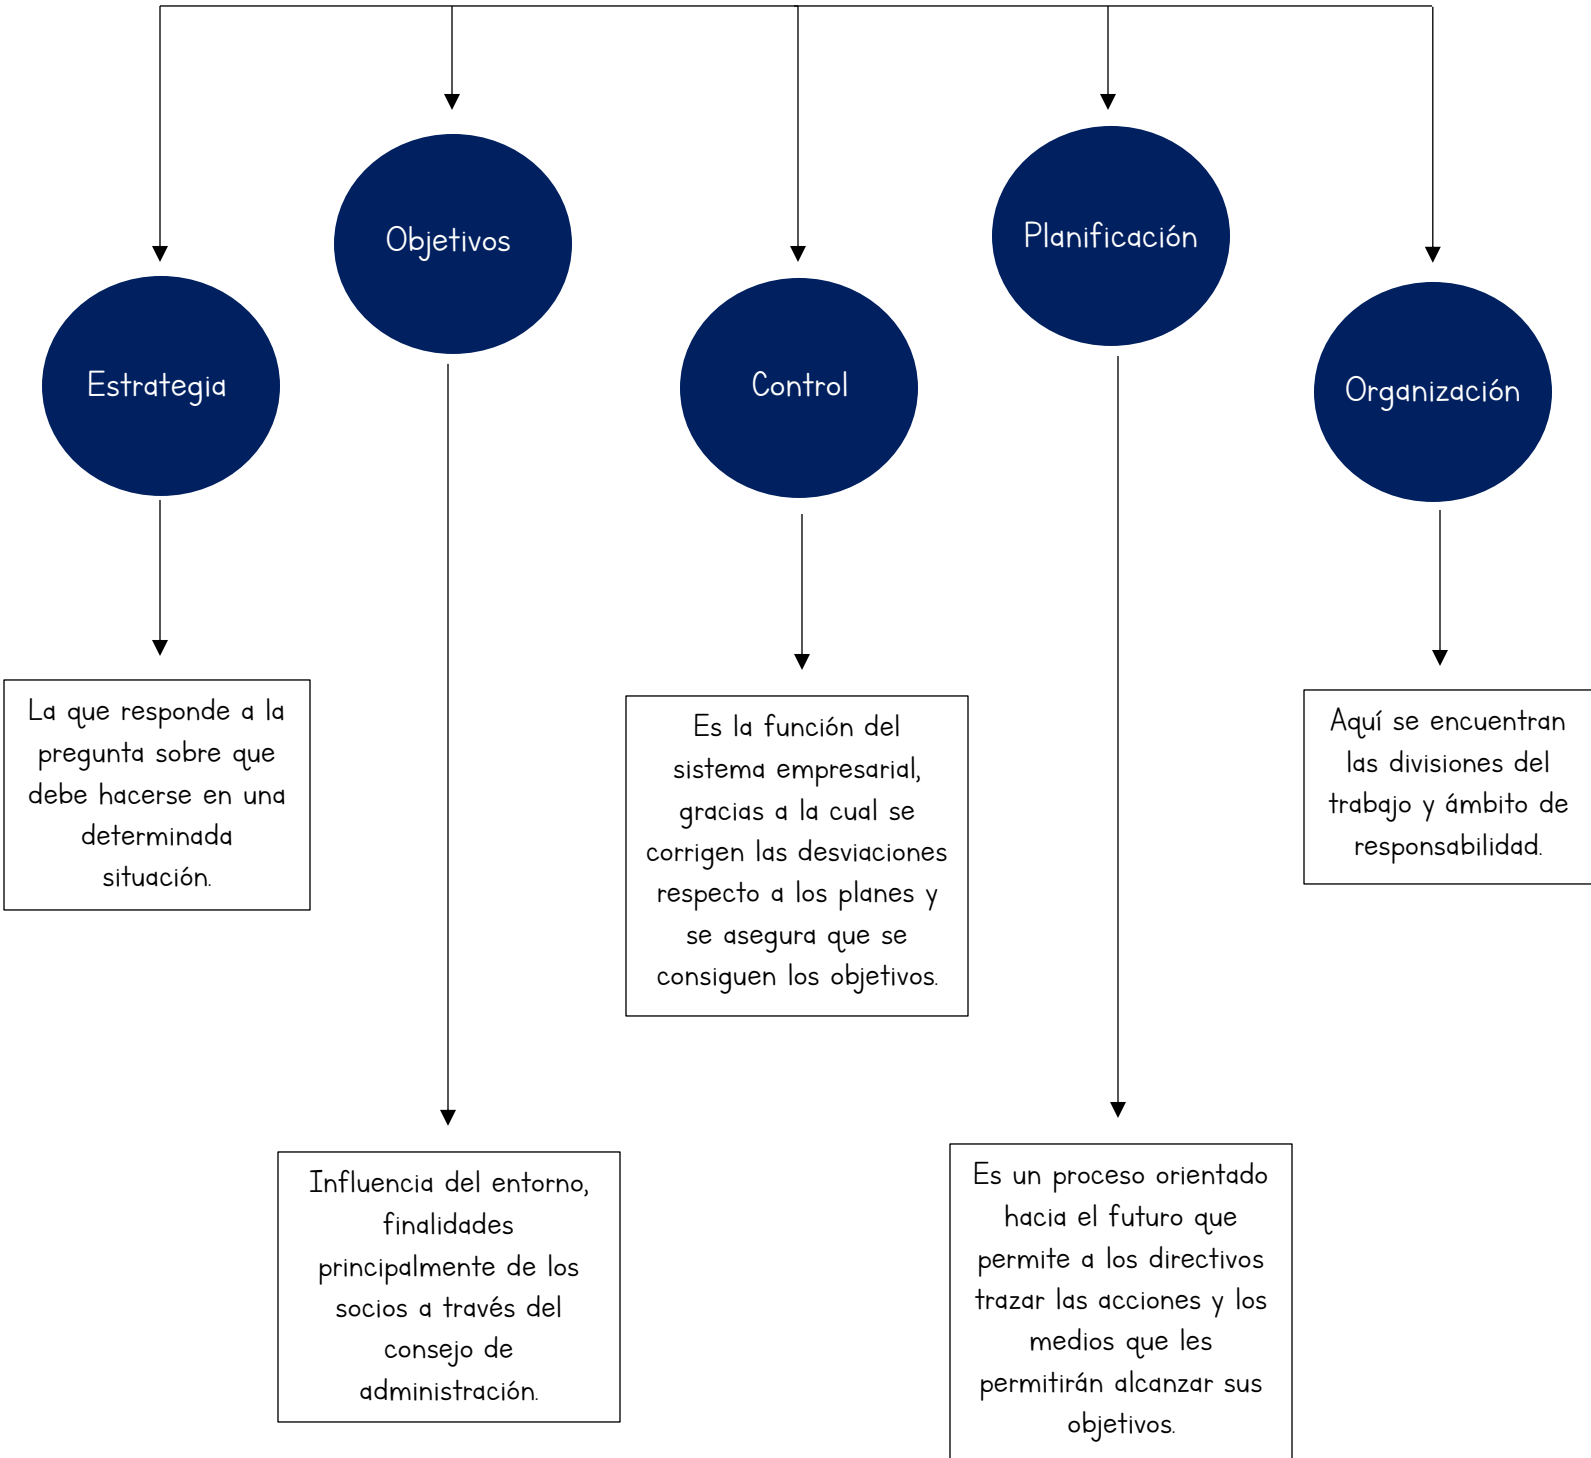 Objetivos
Planificación
Estrategia
Control
Organización
La que responde a la
pregunta sobre que
debe hacerse en una
determinada
situación.
Es la función del
sistema empresarial,
gracias a la cual se
corrigen las desviaciones
respecto a los planes y
se asegura que se
consiguen los objetivos.
Aquí se encuentran
las divisiones del
trabajo y ámbito de
responsabilidad.
Influencia del entorno,
finalidades
principalmente de los
socios a través del
consejo de
administración.
Es un proceso orientado
hacia el futuro que
permite a los directivos
trazar las acciones y los
medios que les
permitirán alcanzar sus
objetivos.